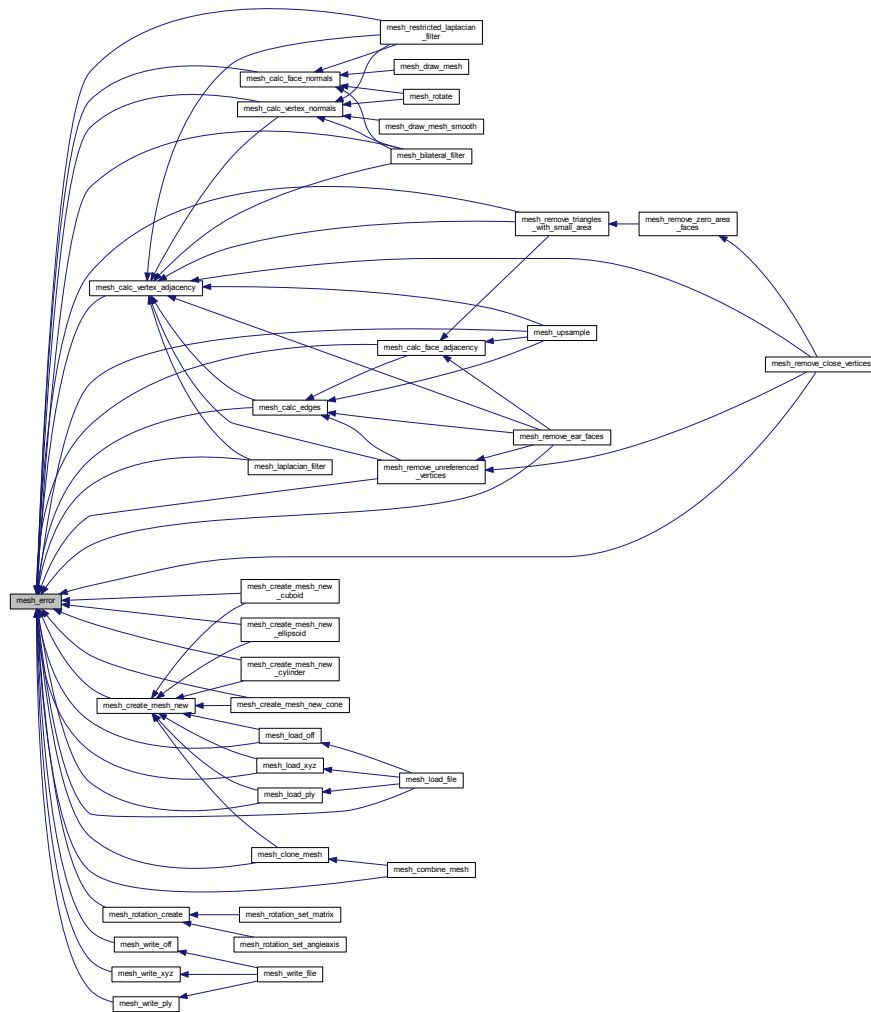 mesh_restricted_laplacian
_filter
mesh_draw_mesh
mesh_calc_face_normals
mesh_rotate
mesh_calc_vertex_normals
mesh_draw_mesh_smooth
mesh_bilateral_filter
mesh_remove_triangles
_with_small_area
mesh_remove_zero_area
_faces
mesh_calc_vertex_adjacency
mesh_upsample
mesh_calc_face_adjacency
mesh_remove_close_vertices
mesh_calc_edges
mesh_remove_ear_faces
mesh_laplacian_filter
mesh_remove_unreferenced
_vertices
mesh_error
mesh_create_mesh_new
_cuboid
mesh_create_mesh_new
_ellipsoid
mesh_create_mesh_new
_cylinder
mesh_create_mesh_new
mesh_create_mesh_new_cone
mesh_load_off
mesh_load_xyz
mesh_load_file
mesh_load_ply
mesh_clone_mesh
mesh_combine_mesh
mesh_rotation_create
mesh_rotation_set_matrix
mesh_write_off
mesh_rotation_set_angleaxis
mesh_write_xyz
mesh_write_file
mesh_write_ply